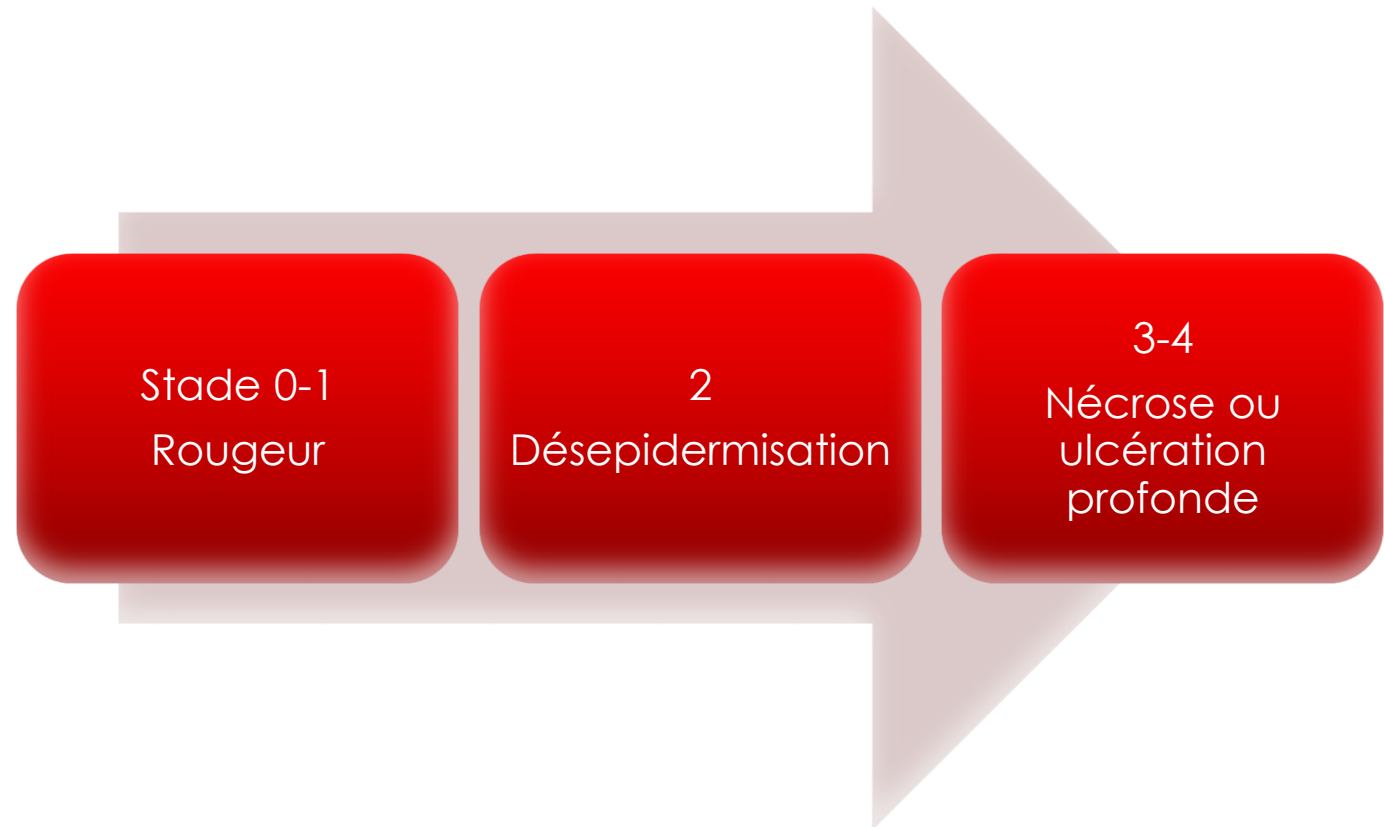 Stade 0-1
Rougeur
2
Désepidermisation
3-4
Nécrose ou
ulcération
profonde